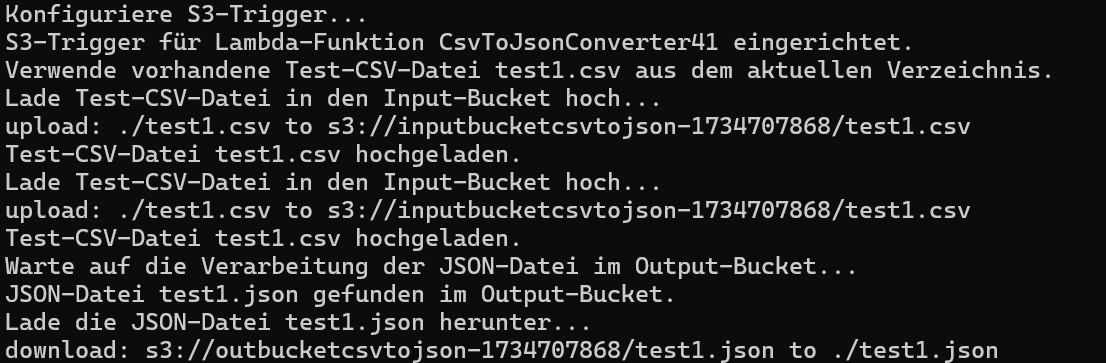 Konfiguriere S3-Trigger...
S3-Trigger für Lambda-Funktion CsvToJsonConverter41 eingerichtet.
Verwende vorhandene Test-CSV-Datei test1.csv aus dem aktuellen Verzeichnis.
Lade Test-CSV-Datei in den Input-Bucket hoch...
upload: ./test1.csv to s3://inputbucketcsvtojson-1734707868/test1.csv
Test-CSV-Datei test1.csv hochgeladen.
Lade Test-CSV-Datei in den Input-Bucket hoch...
upload: ./test1.csv to s3://inputbucketcsvtojson-1734707868/test1.csv
Test-CSV-Datei test1.csv hochgeladen.
Warte auf die Verarbeitung der JSON-Datei im Output-Bucket...
JSON-Datei test1.json gefunden im Output-Bucket.
Lade die JSON-Datei test1.json herunter...
download: s3://outbucketcsvtojson-1734707868/test1.json to ./test1.json